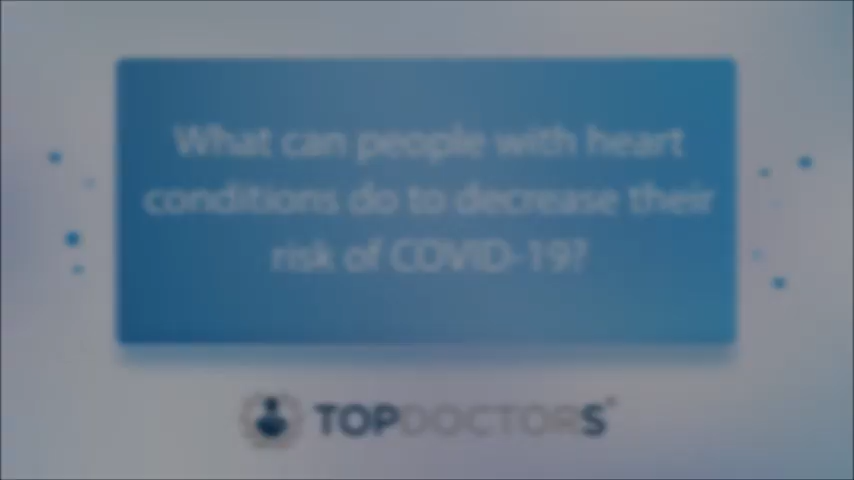 What can people with heart
conditions do to decrease their
risk of COVID-19?
TOPDOCTORS